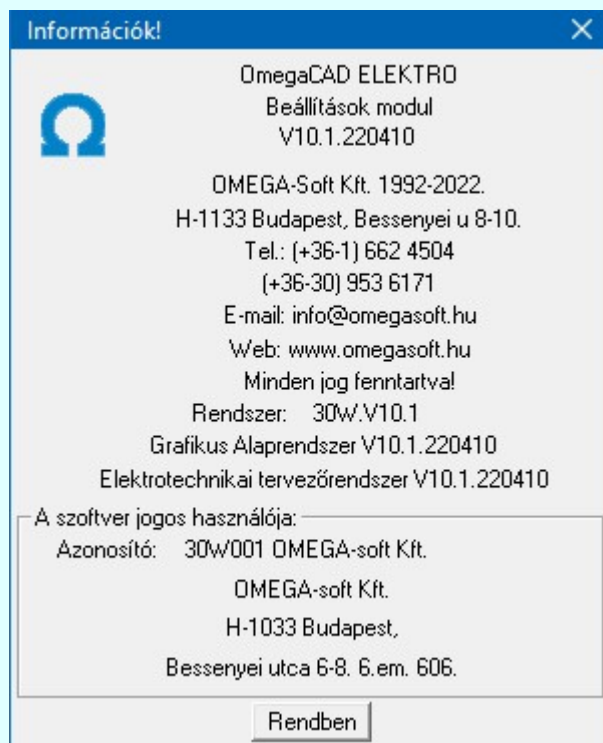 Információk!
OmegaCAD ELEKTRO
Beállítások modul
V10.1.220410
OMEGA-Soft Kft. 1992-2022.
H-1133 Budapest, Bessenyei u 8-10.
Tel.: (+36-1) 662 4504
(+36-30) 953 6171
E-mail: info@omegasoft.hu
Web: www.omegasoft.hu
Minden jog fenntartva!
Rendszer: 30W.V10.1
Grafikus Alaprendszer V10.1.220410
Elektrotechnikai tervezőrendszer V10.1.220410
A szoftver jogos használója:
Azonosító: 30W001 OMEGA-soft Kft.
OMEGA-soft Kft.
H-1033 Budapest,
Bessenyei utca 6-8. 6.em. 606.
Rendben